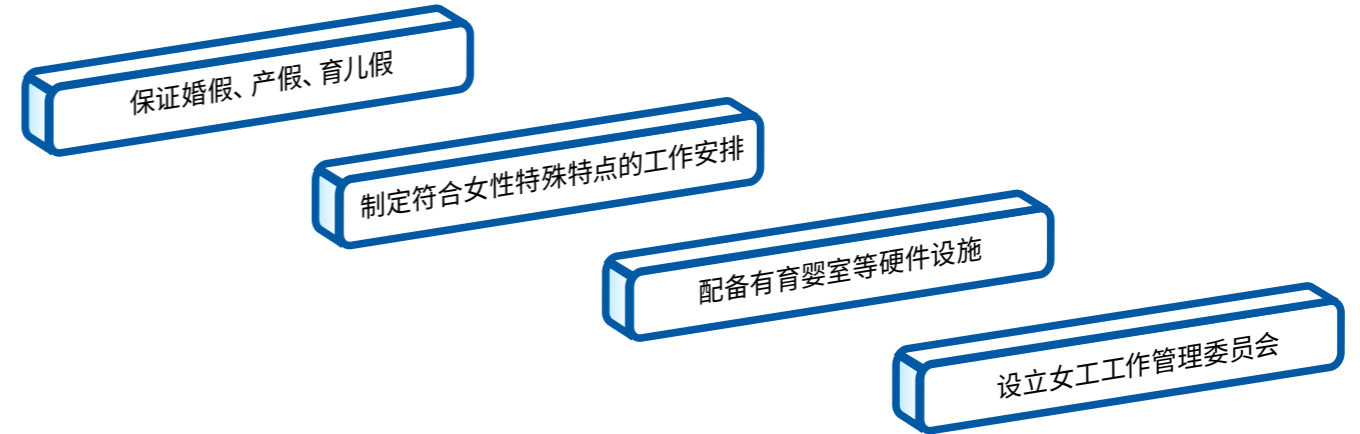 保证婚假、产假、育儿假
制定符合女性特殊特点的工作安排
配备有育婴室等硬件设施
设立女工工作管理委员会